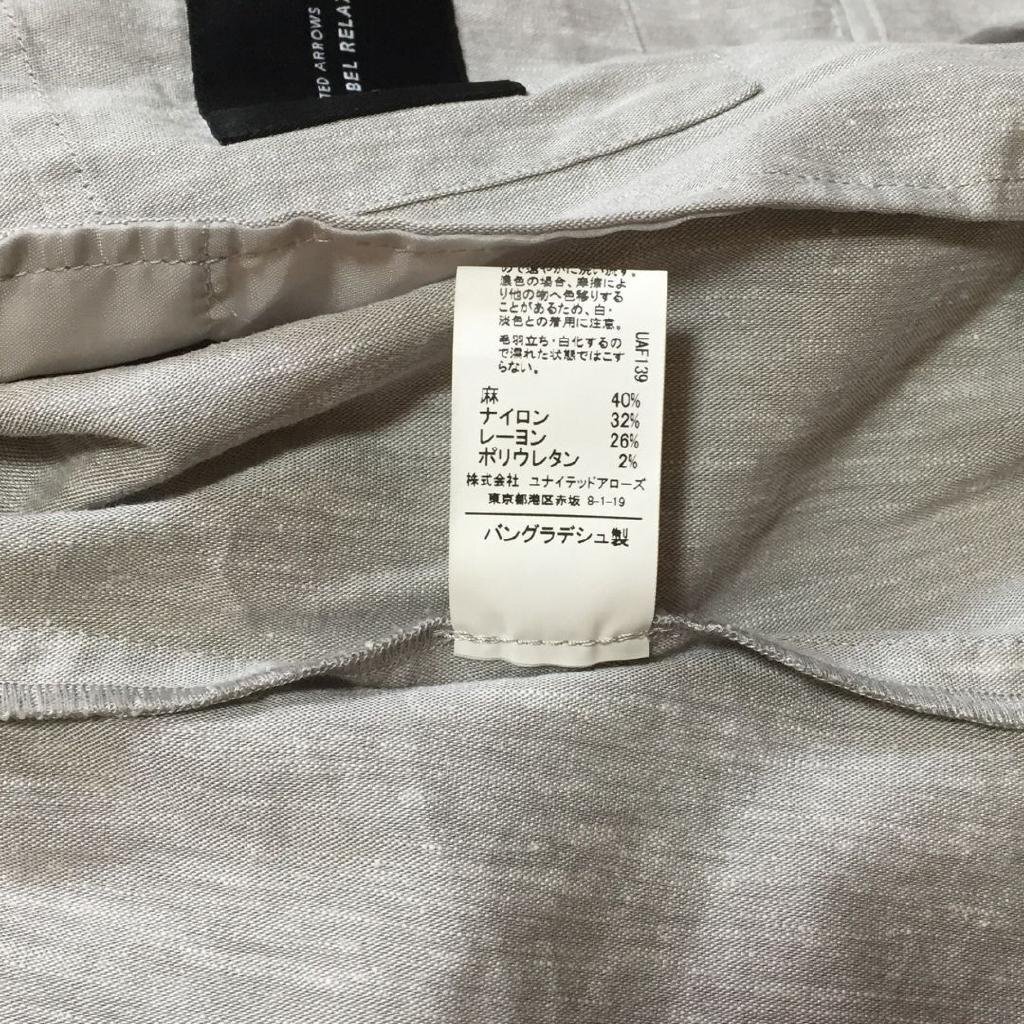 TED ARROWS
BEL RELAX
ので速やかに洗い流す。
濃色の場合、摩擦によ
り他の物へ色移りする
ことがあるため、白・
淡色との着用に注意。
毛羽立ち・白化するの
で濡れた状態ではこす
らない。
UAF139
麻 40%
ナイロン 32%
レーヨン 26%
ポリウレタン 2%
株式会社 ユナイテッドアローズ
東京都港区赤坂 8-1-19
バングラデシュ製